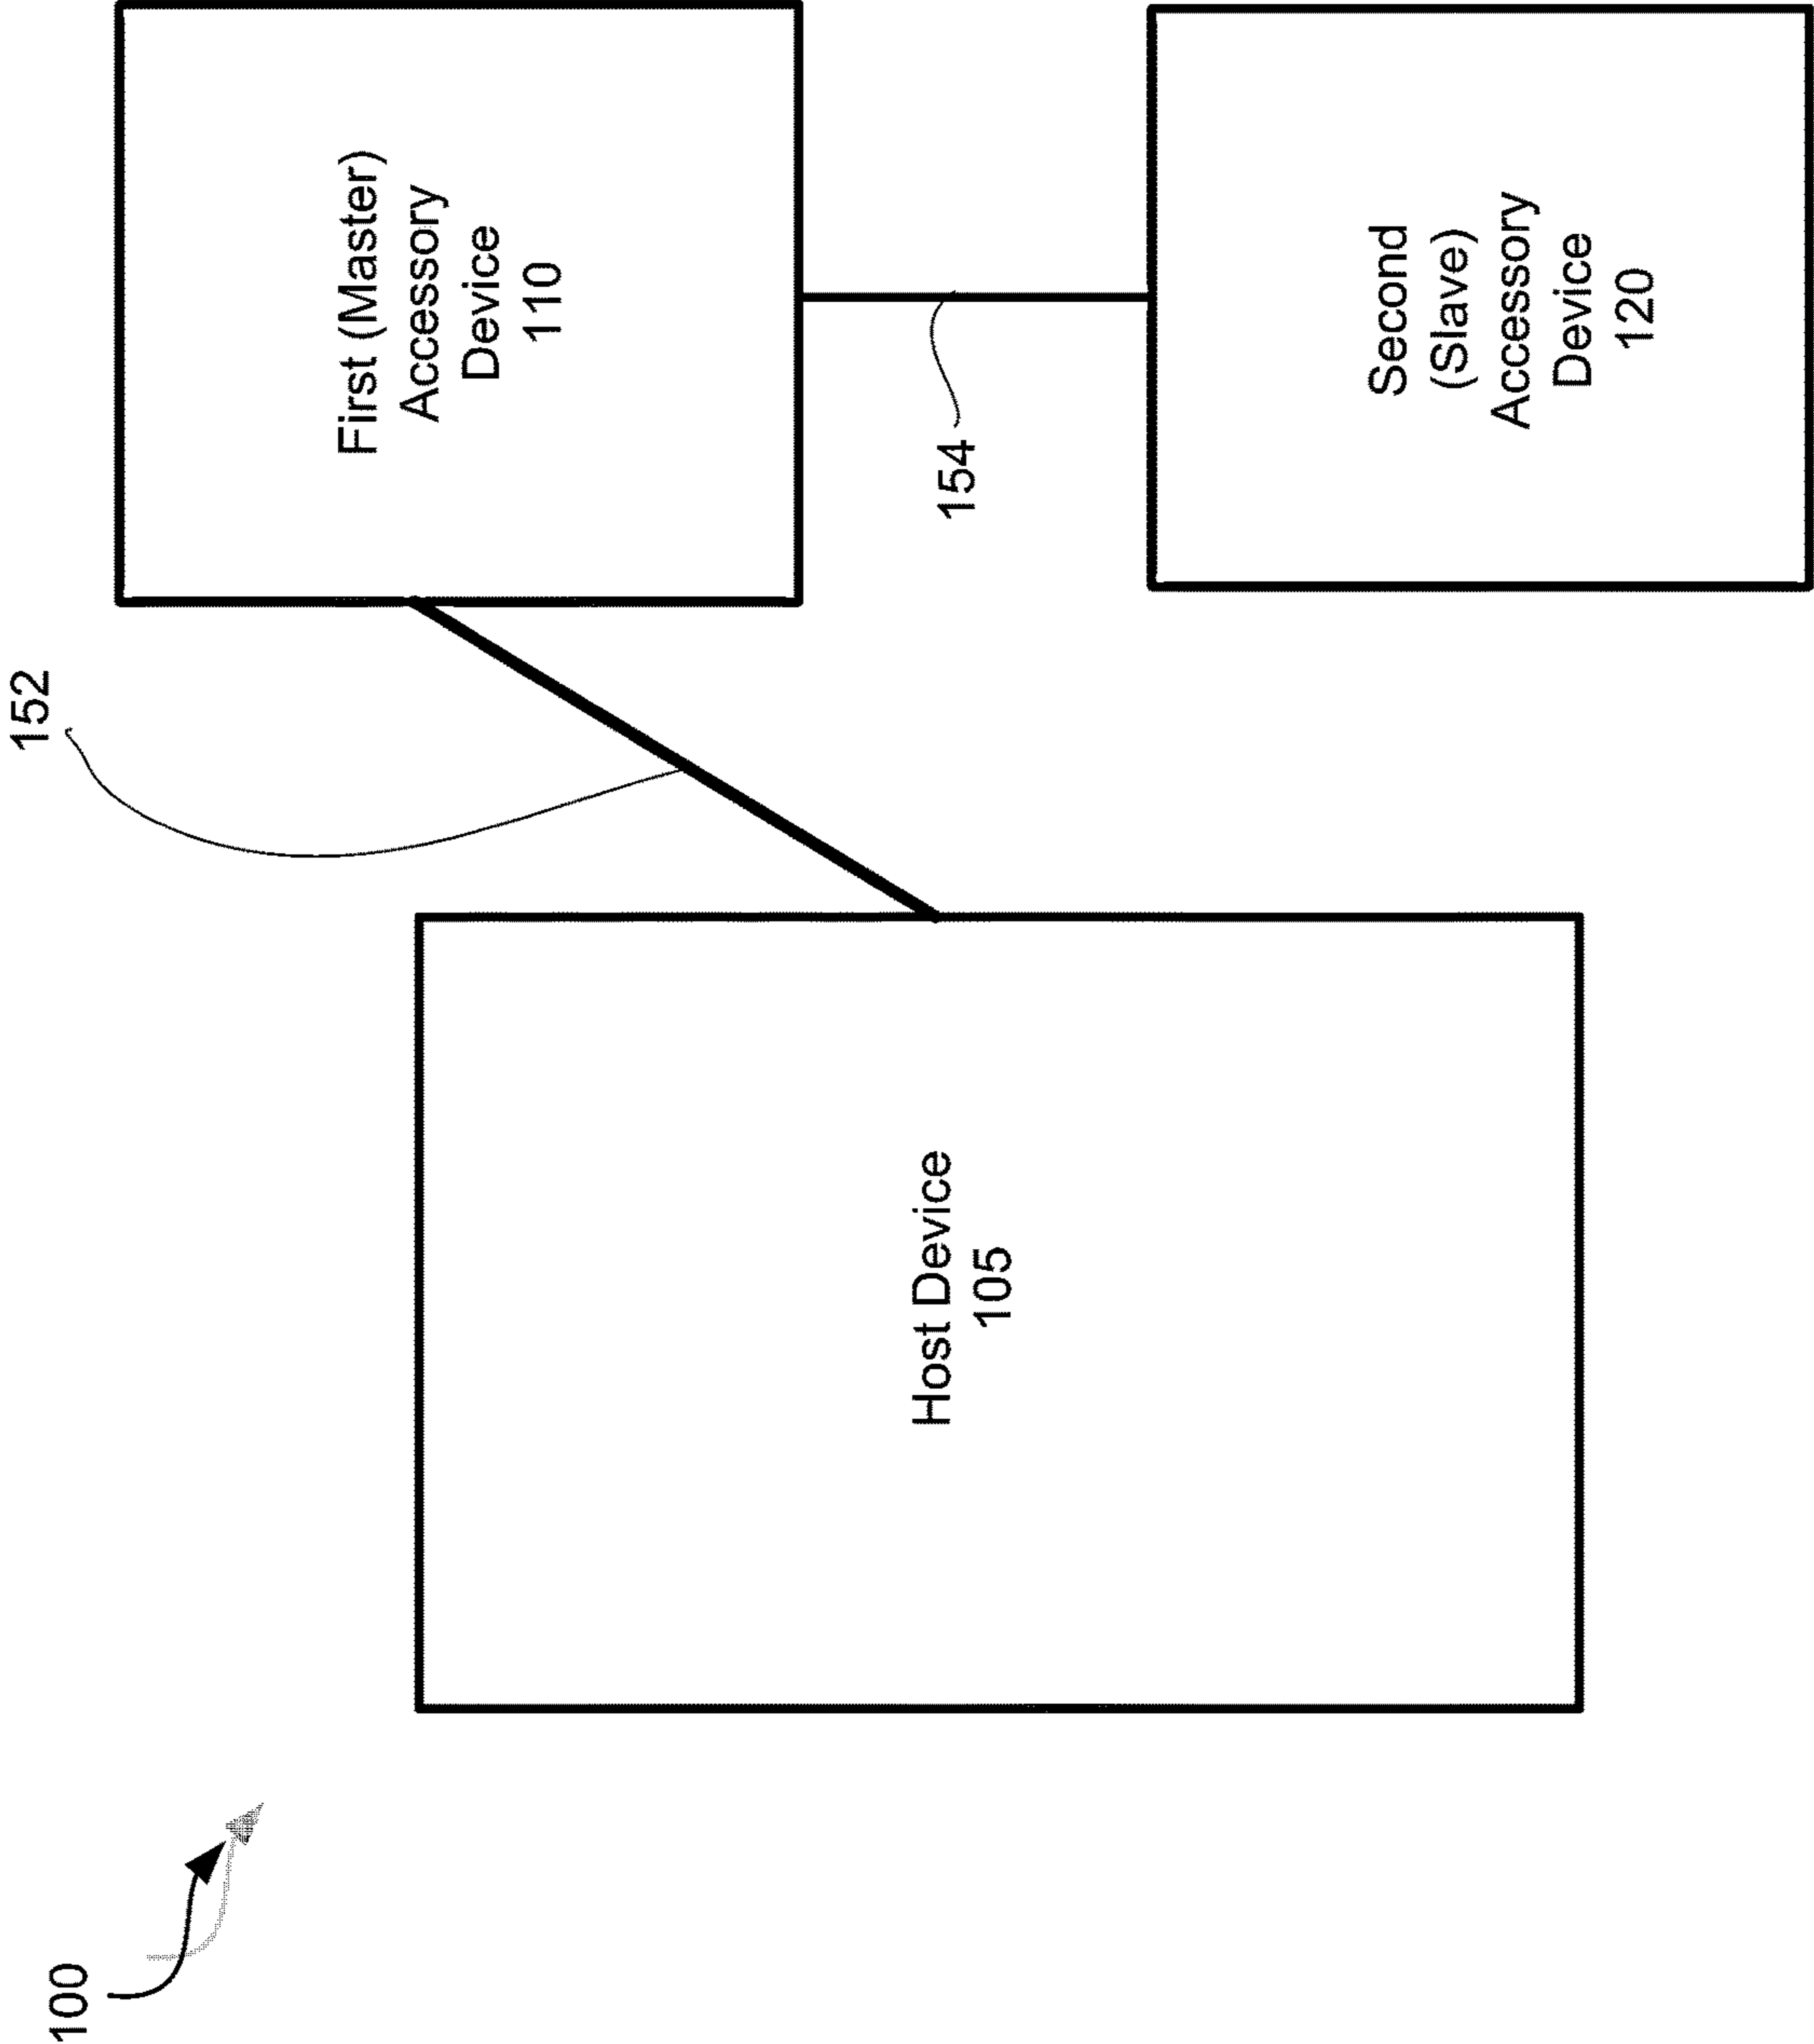 100
152
First (Master)
Accessory
Device
110
154
Host Device
105
Second
(Slave)
Accessory
Device
120